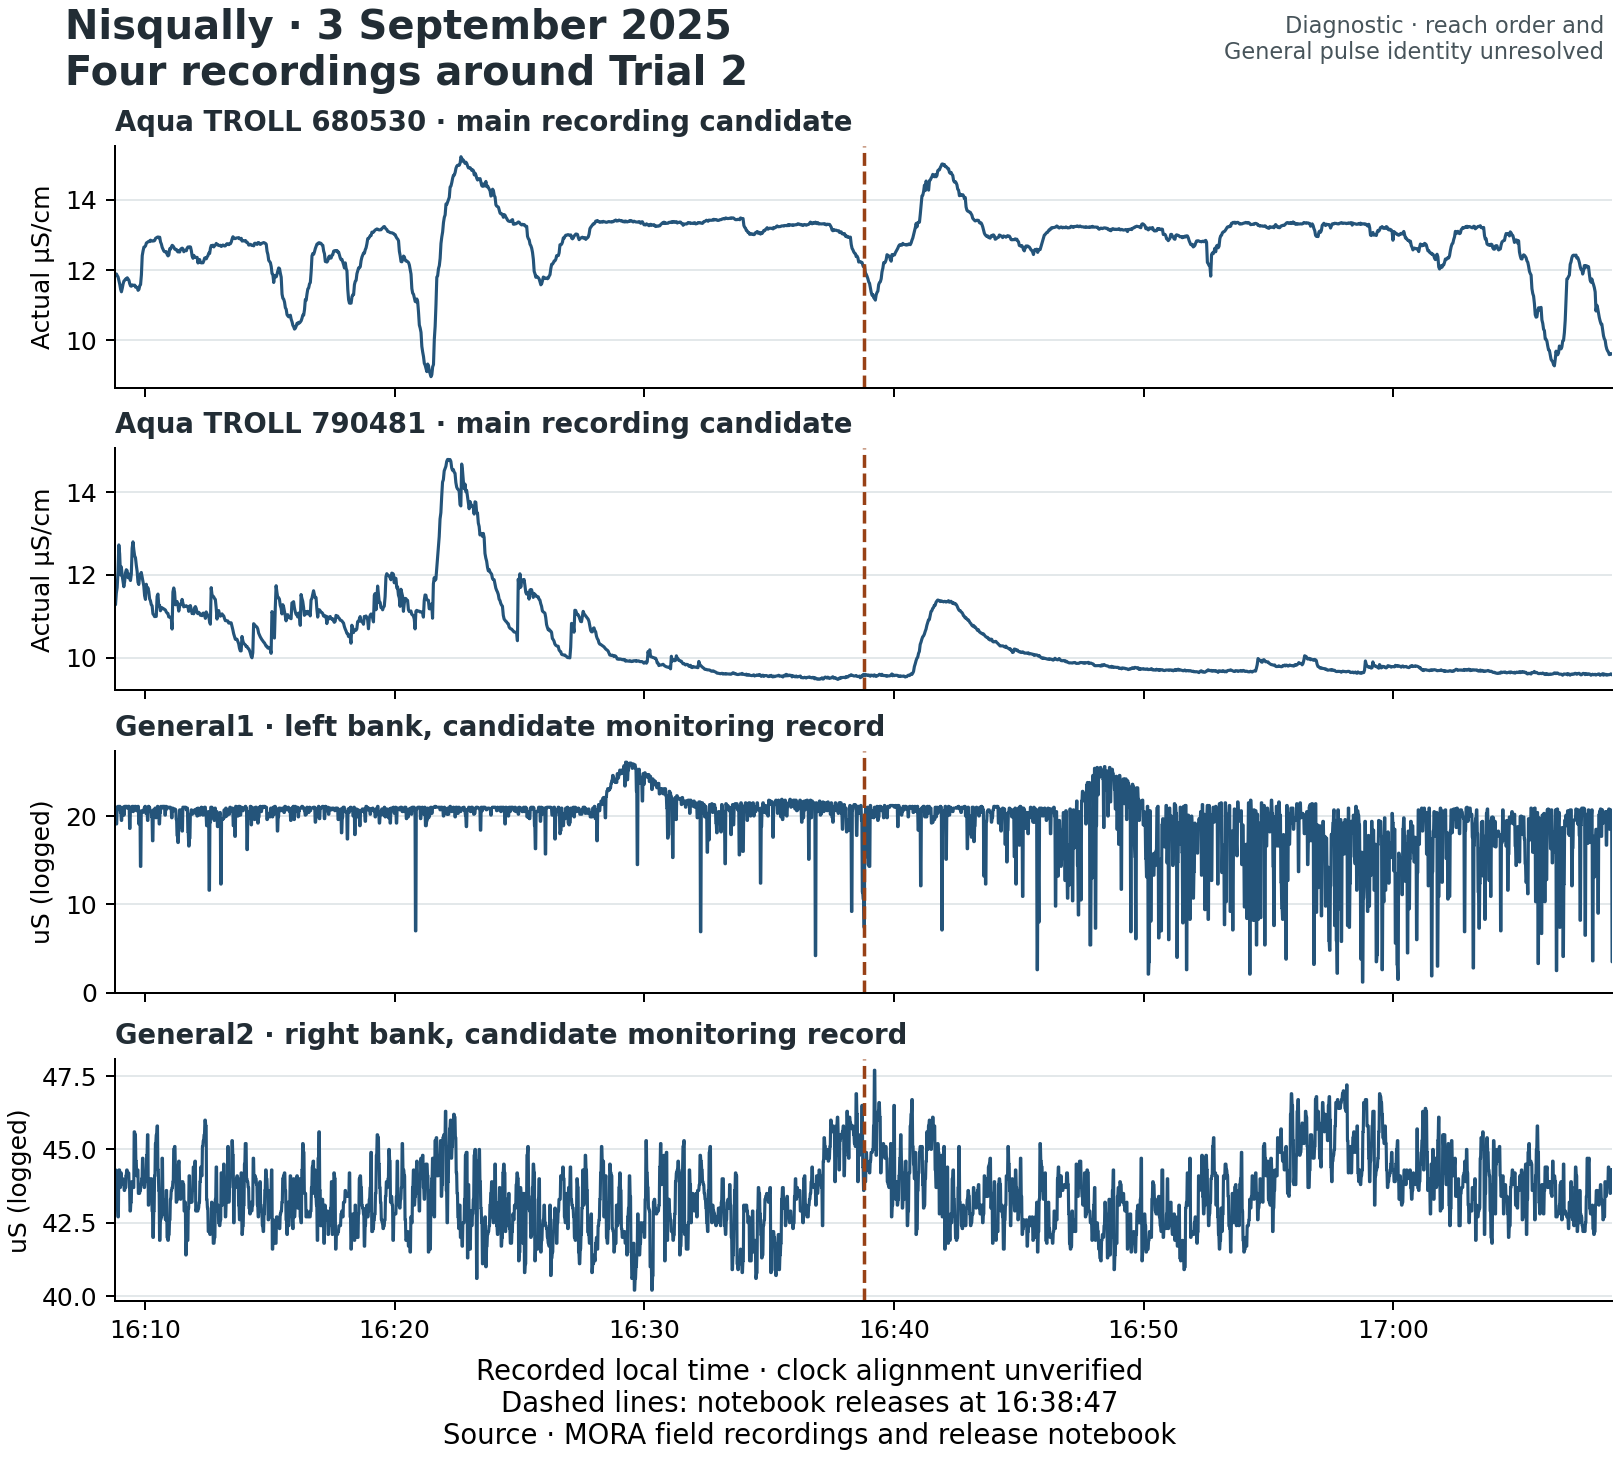 Nisqually · 3 September 2025
Four recordings around Trial 2
Diagnostic · reach order and
General pulse identity unresolved
Aqua TROLL 680530 · main recording candidate
Actual µS/cm
14
12
10
Aqua TROLL 790481 · main recording candidate
Actual µS/cm
14
12
10
General1 · left bank, candidate monitoring record
uS (logged)
20
10
0
General2 · right bank, candidate monitoring record
uS (logged)
47.5
45.0
42.5
40.0
16:10 16:20 16:30 16:40 16:50 17:00
Recorded local time · clock alignment unverified
Dashed lines: notebook releases at 16:38:47
Source · MORA field recordings and release notebook